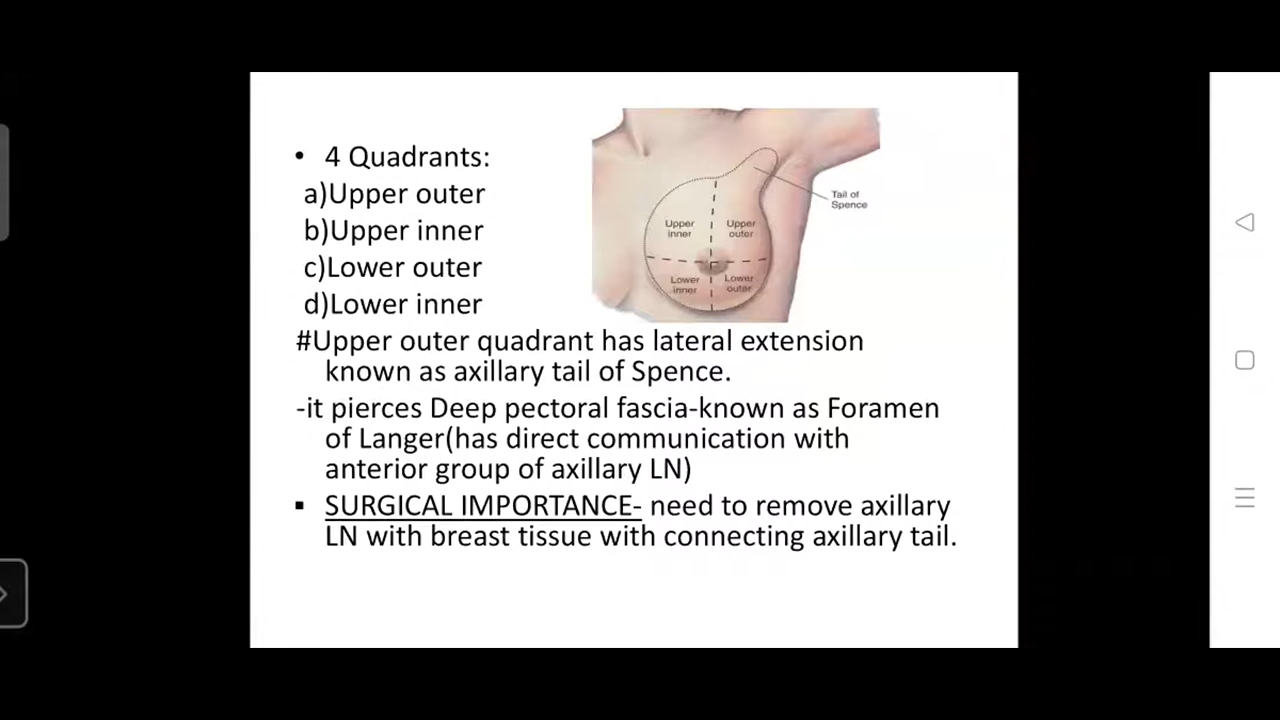 • 4 Quadrants:
a)Upper outer
b)Upper inner
c)Lower outer
d)Lower inner
Tail of
Spence
Upper
inner
Upper
outer
Lower
inner
Lower
outer
#Upper outer quadrant has lateral extension
known as axillary tail of Spence.
-it pierces Deep pectoral fascia-known as Foramen
of Langer(has direct communication with
anterior group of axillary LN)
▪ SURGICAL IMPORTANCE- need to remove axillary
LN with breast tissue with connecting axillary tail.